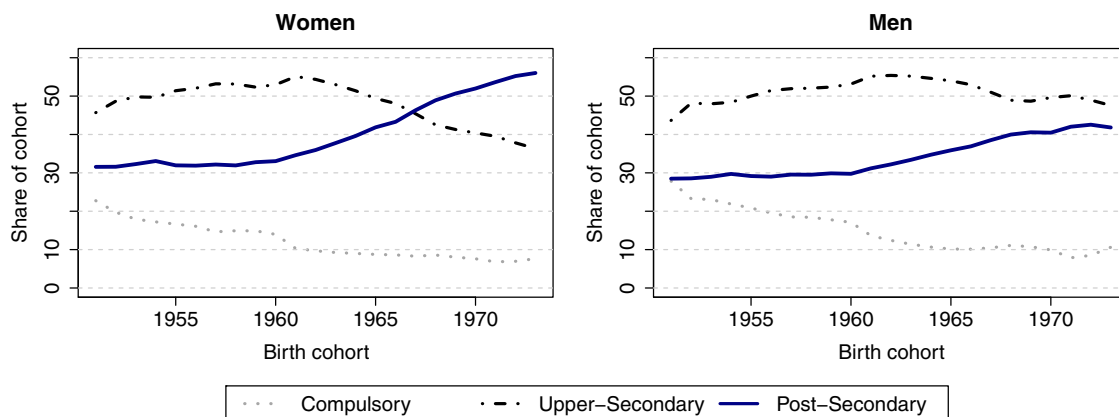 Women
Men
Share of cohort
0
10
30
50
1955
1960
1965
1970
Birth cohort
Share of cohort
0
10
30
50
1955
1960
1965
1970
Birth cohort
Compulsory
Upper−Secondary
Post−Secondary